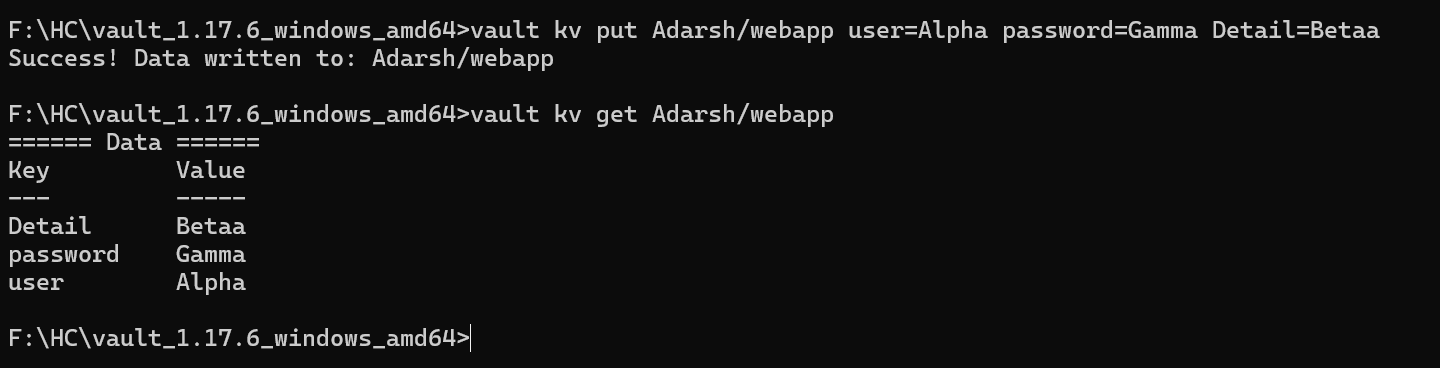 F:\HC\vault_1.17.6_windows_amd64>vault kv put Adarsh/webapp user=Alpha password=Gamma Detail=Betaa
Success! Data written to: Adarsh/webapp
F:\HC\vault_1.17.6_windows_amd64>vault kv get Adarsh/webapp
====== Data ======
Key         Value
---         -----
Detail      Betaa
password    Gamma
user        Alpha
F:\HC\vault_1.17.6_windows_amd64>